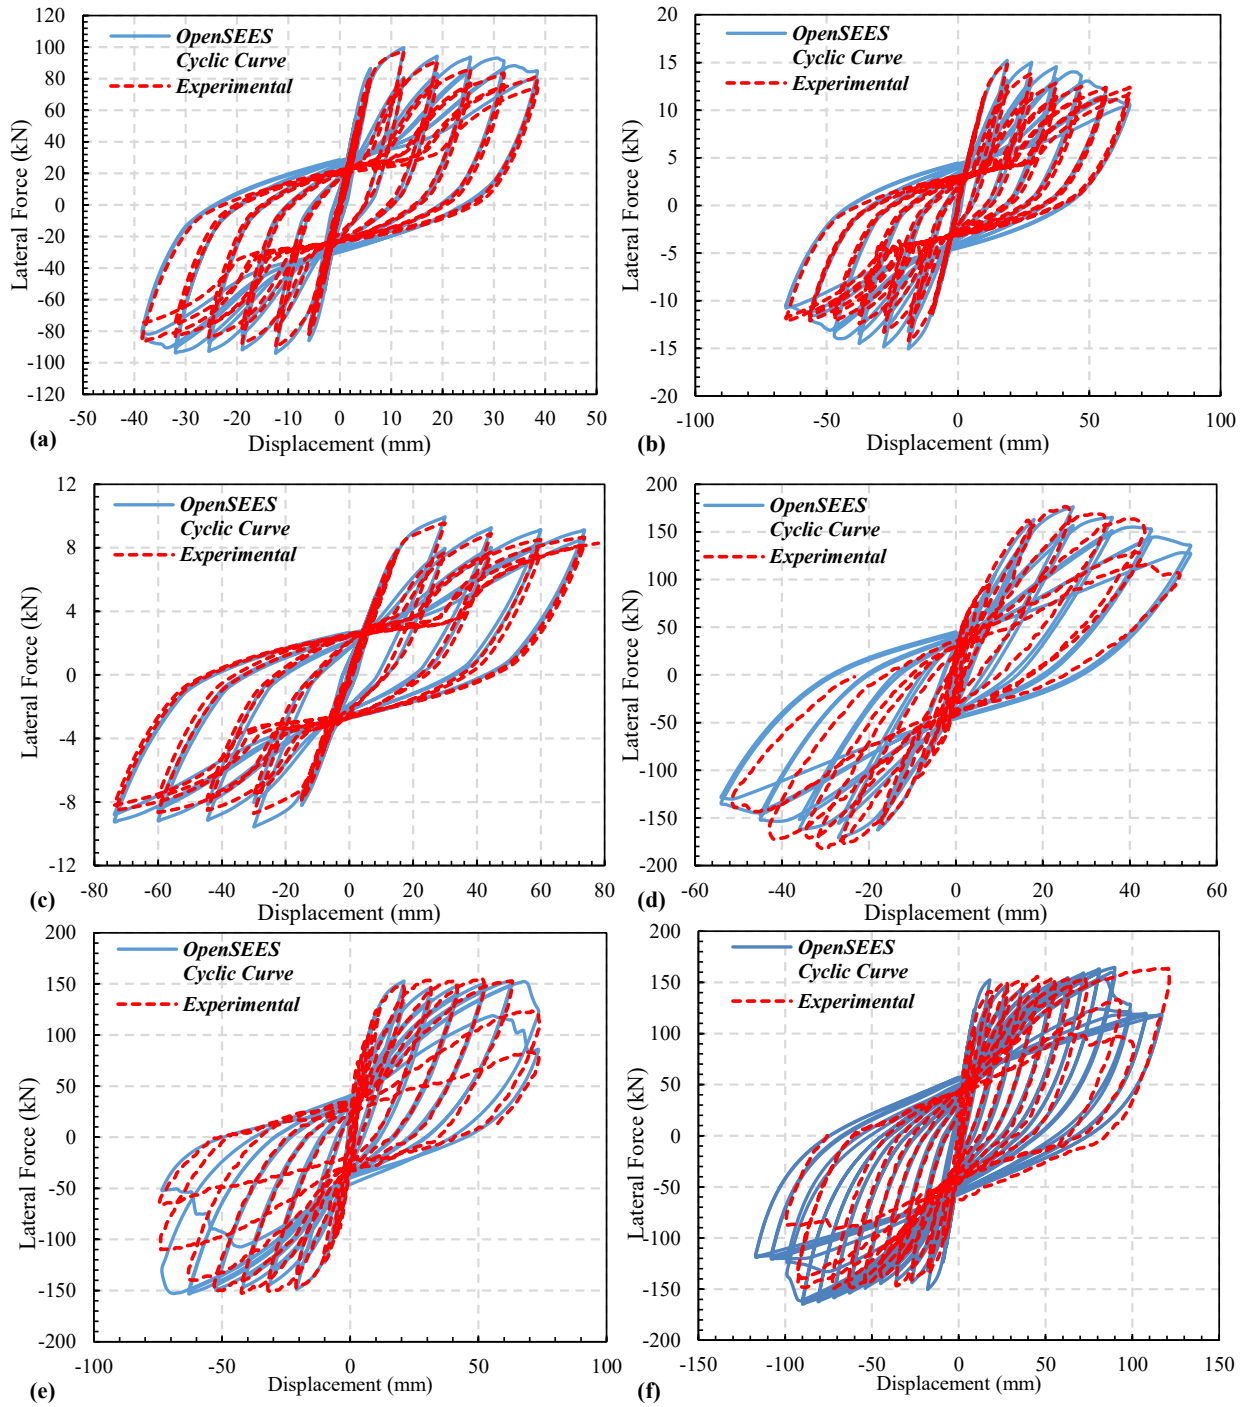 120
100
80
60
40
20
0
-20
-40
-60
-80
-100
-120
-50 -40 -30 -20 -10 0 10 20 30 40 50
Lateral Force (kN)
Displacement (mm)
OpenSEES
Cyclic Curve
Experimental
(a)
20
15
10
5
0
-5
-10
-15
20
-100 -50 0 50 100
Lateral Force (kN)
Displacement (mm)
OpenSEES
Cyclic Curve
Experimental
(b)
12
8
4
0
-4
-8
-12
-80 -60 -40 -20 0 20 40 60 80
Lateral Force (kN)
Displacement (mm)
OpenSEES
Cyclic Curve
Experimental
(c)
200
150
100
50
0
-50
-100
-150
-200
-60 -40 -20 0 20 40 60
Lateral Force (kN)
Displacement (mm)
OpenSEES
Cyclic Curve
Experimental
(d)
200
150
100
50
0
-50
-100
-150
-200
-100 -50 0 50 100
Lateral Force (kN)
Displacement (mm)
OpenSEES
Cyclic Curve
Experimental
(e)
200
150
100
50
0
-50
-100
-150
-200
-150 -100 -50 0 50 100 150
Lateral Force (kN)
Displacement (mm)
OpenSEES
Cyclic Curve
Experimental
(f)